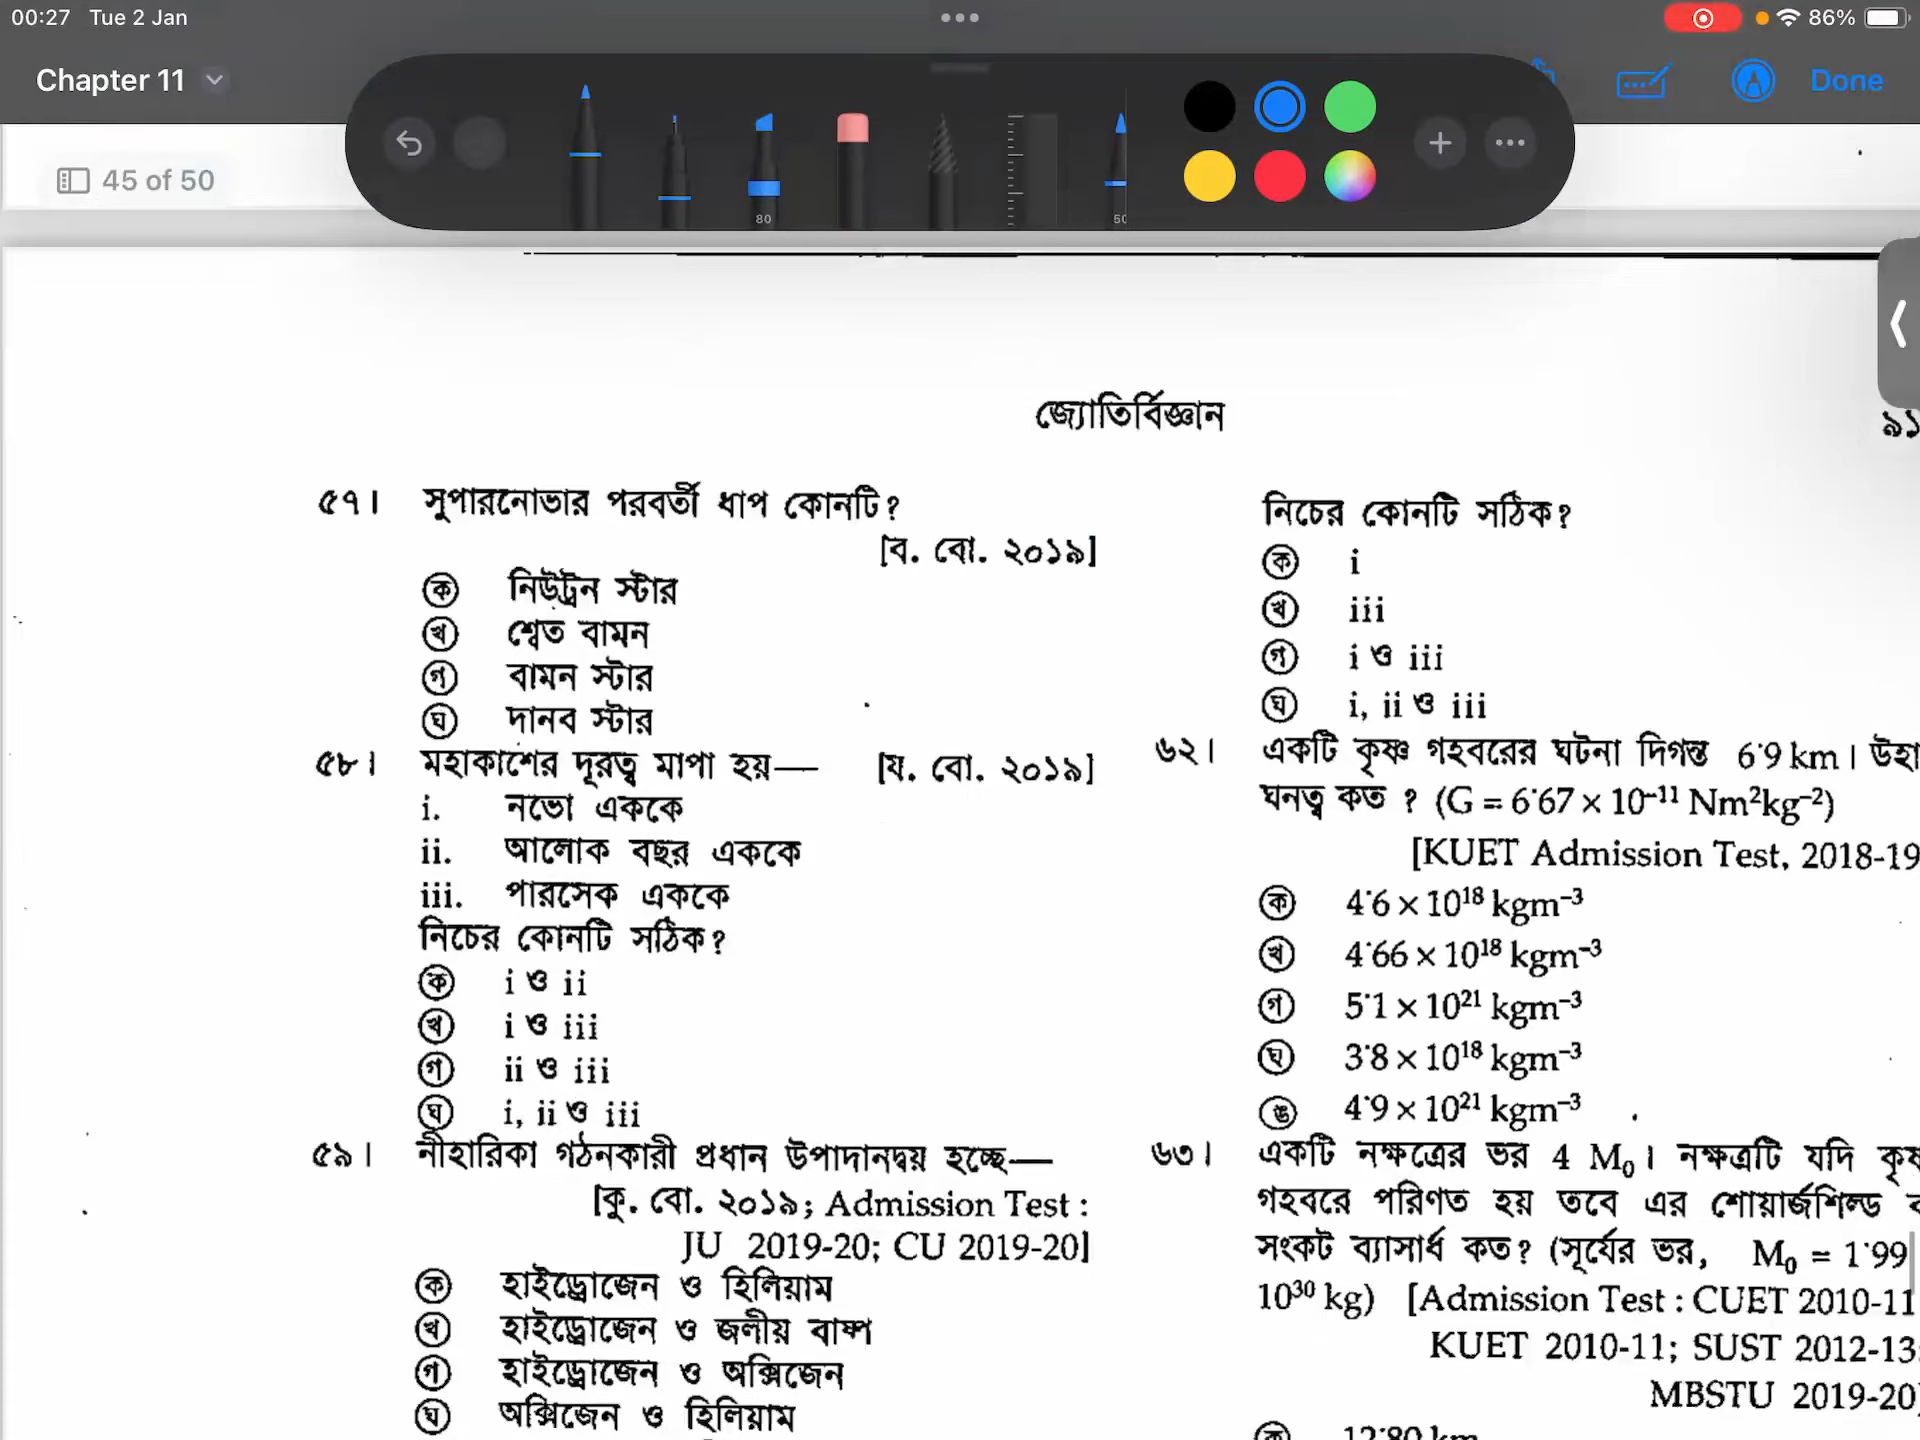 00:27 Tue 2 Jan
86%
Chapter 11
Done
45 of 50
80
50
জ্যোতির্বিজ্ঞান
৯১
৫৭। সুপারনোভার পরবর্তী ধাপ কোনটি?
[ব. বো. ২০১৯]
ক নিউট্রন স্টার
খ শ্বেত বামন
গ বামন স্টার
ঘ দানব স্টার
৫৮। মহাকাশের দূরত্ব মাপা হয়— [য. বো. ২০১৯]
i. নভো এককে
ii. আলোক বছর এককে
iii. পারসেক এককে
নিচের কোনটি সঠিক?
ক i ও ii
খ i ও iii
গ ii ও iii
ঘ i, ii ও iii
৫৯। নীহারিকা গঠনকারী প্রধান উপাদানদ্বয় হচ্ছে—
[কু. বো. ২০১৯; Admission Test :
JU 2019-20; CU 2019-20]
ক হাইড্রোজেন ও হিলিয়াম
খ হাইড্রোজেন ও জলীয় বাষ্প
গ হাইড্রোজেন ও অক্সিজেন
ঘ অক্সিজেন ও হিলিয়াম
নিচের কোনটি সঠিক?
ক i
খ iii
গ i ও iii
ঘ i, ii ও iii
৬২। একটি কৃষ্ণ গহবরের ঘটনা দিগন্ত 6·9 km। উহা
ঘনত্ব কত ? (G = 6·67 × 10⁻¹¹ Nm²kg⁻²)
[KUET Admission Test, 2018-19
ক 4·6 × 10¹⁸ kgm⁻³
খ 4·66 × 10¹⁸ kgm⁻³
গ 5·1 × 10²¹ kgm⁻³
ঘ 3·8 × 10¹⁸ kgm⁻³
ঙ 4·9 × 10²¹ kgm⁻³
৬৩। একটি নক্ষত্রের ভর 4 M₀। নক্ষত্রটি যদি কৃষ্ণ
গহবরে পরিণত হয় তবে এর শোয়ার্জশিল্ড
সংকট ব্যাসার্ধ কত? (সূর্যের ভর, M₀ = 1·99
10³⁰ kg) [Admission Test : CUET 2010-11
KUET 2010-11; SUST 2012-13;
MBSTU 2019-20]
ক 12·80 km